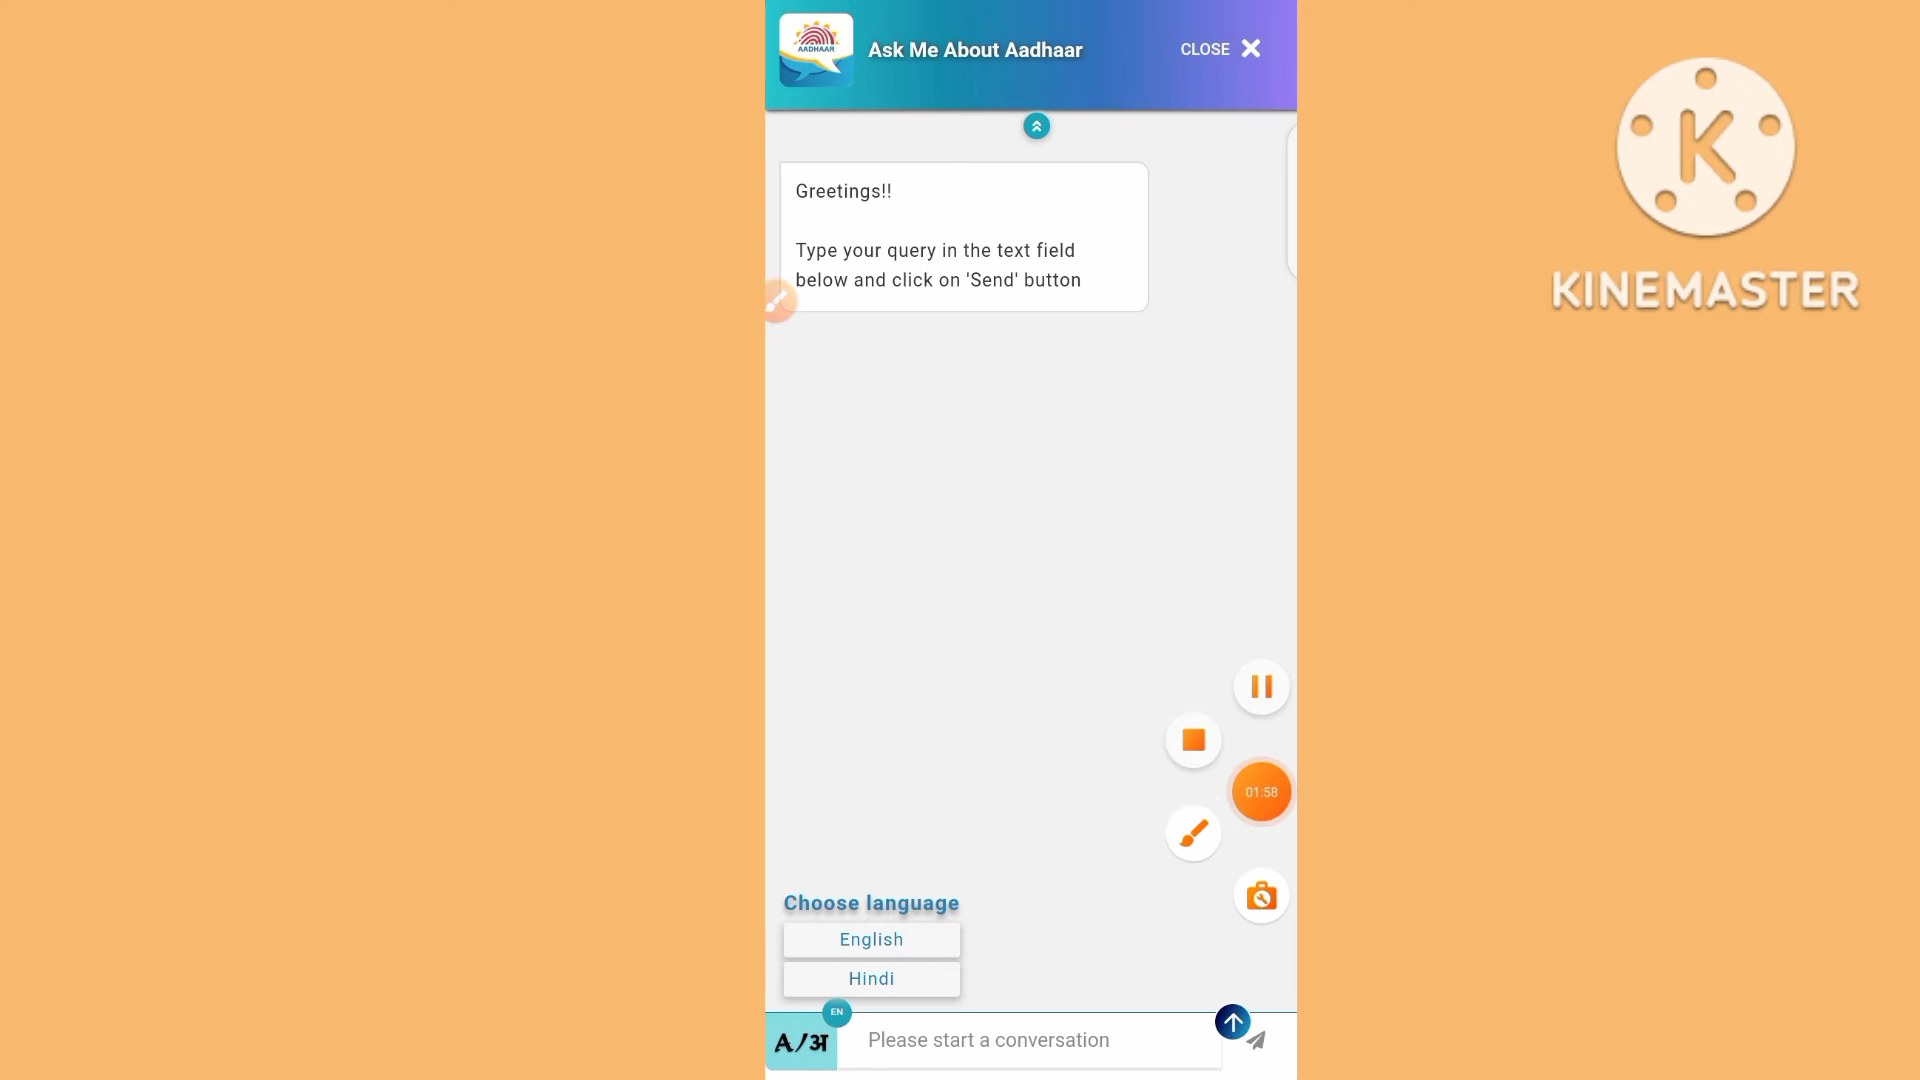 AADHAAR
Ask Me About Aadhaar
CLOSE
K
KINEMASTER
Greetings!!
Type your query in the text field
below and click on 'Send' button
01:58
Choose language
English
Hindi
EN
A/अ
Please start a conversation